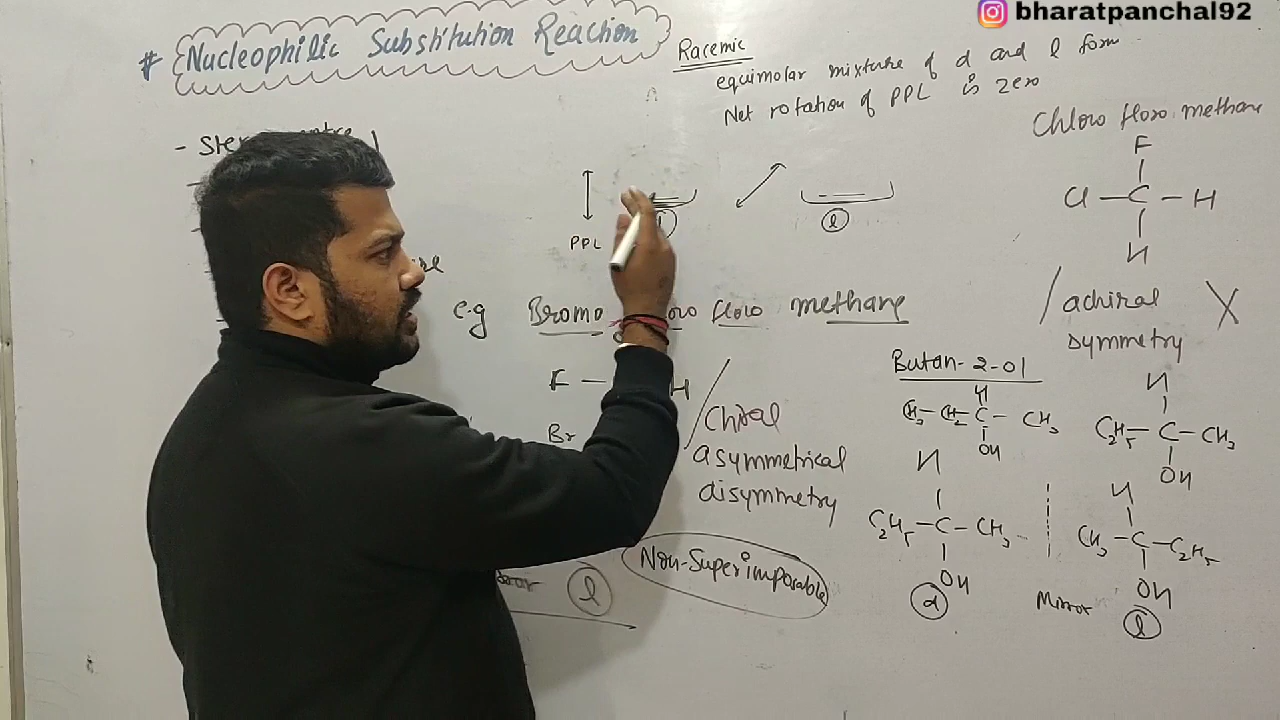 bharatpanchal92
# Nucleophilic Substitution Reaction
Racemic
equimolar mixture of d and l form
Net rotation of PPL is zero
Chloro floro methane
F
Cl — C — H
H
PPL
l
e.g Bromo floro methane
achiral X
symmetry
F — H
Br
Chiral
asymmetrical
disymmetry
Butan-2-ol
H
CH3 — CH2 — C — CH3
OH
H
C2H5 — C — CH3
OH
H
C2H5 — C — CH3
OH
d
H
CH3 — C — C2H5
OH
Mirror
l
Non-Superimposable
l